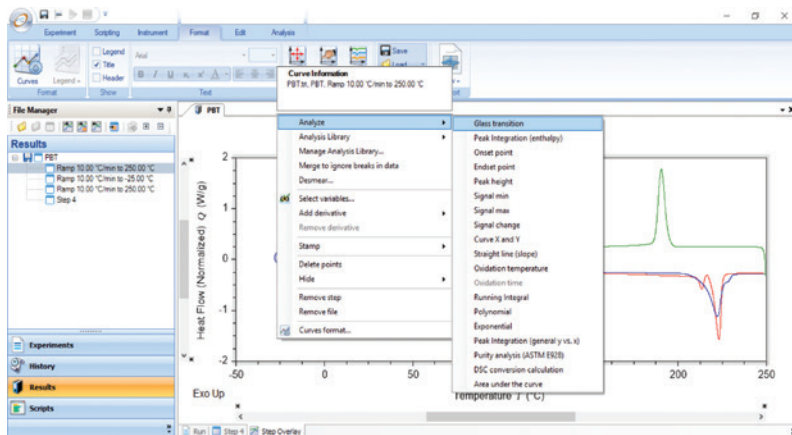 Experiment Scripting Instrument Format Edit Analysis
Legend
Title
Header
Curves
Legend
Format
Show
Arial
B I U x x A
Text
Save
Load
Curve Information
PBT.tri, PBT, Ramp 10.00 °C/min to 250.00 °C
File Manager
Results
PBT
Ramp 10.00 °C/min to 250.00 °C
Ramp 10.00 °C/min to -25.00 °C
Ramp 10.00 °C/min to 250.00 °C
Step 4
Experiments
History
Results
Scripts
PBT
Analyze
Analysis Library
Manage Analysis Library...
Merge to ignore breaks in data
Desmear...
Select variables...
Add derivative
Remove derivative
Stamp
Delete points
Hide
Remove step
Remove file
Curves format...
Glass transition
Peak Integration (enthalpy)
Onset point
Endset point
Peak height
Signal min
Signal max
Signal change
Curve X and Y
Straight line (slope)
Oxidation temperature
Oxidation time
Running Integral
Polynomial
Exponential
Peak Integration (general y vs. x)
Purity analysis (ASTM E928)
DSC conversion calculation
Area under the curve
Heat Flow (Normalized) Q (W/g)
2
1
0
-1
-2
-50 0 50 200 250
Exo Up
Temperature T (°C)
Run Step 4 Step Overlay